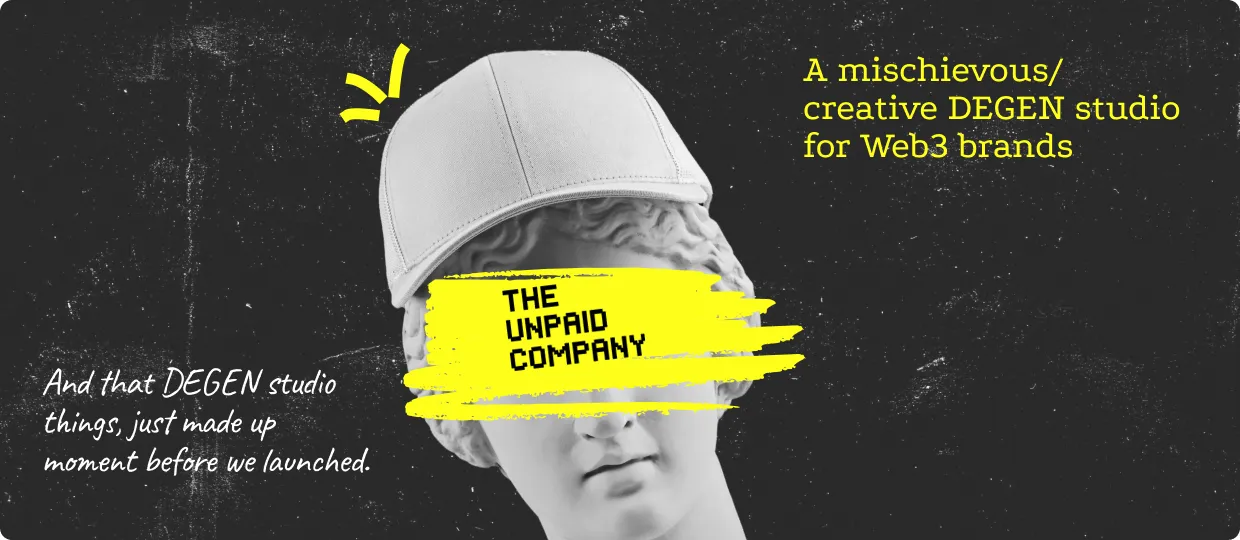 A mischievous/
creative DEGEN studio
for Web3 brands
THE
UNPAID
COMPANY
And that DEGEN studio
things, just made up
moment before we launched.